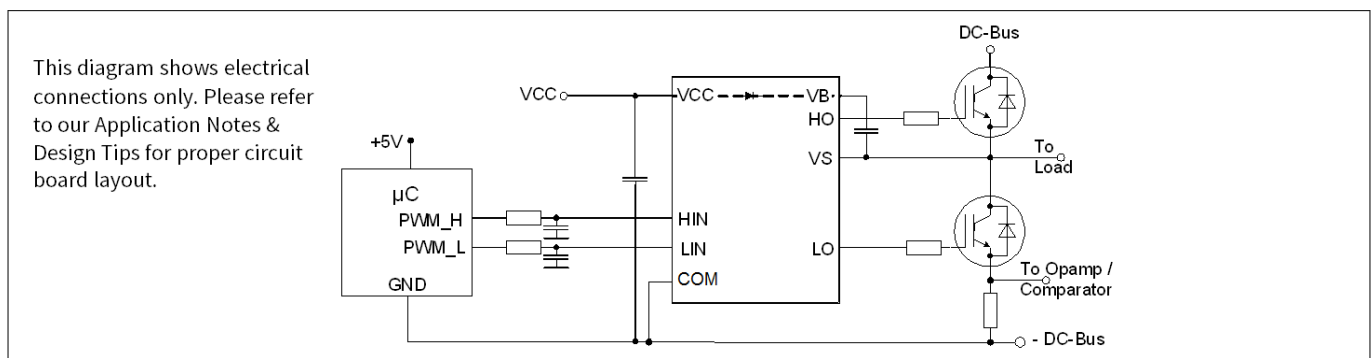 This diagram shows electrical
connections only. Please refer
to our Application Notes &
Design Tips for proper circuit
board layout.
DC-Bus
VCC
VCC
VB
HO
+5V
VS
To
Load
µC
PWM_H
HIN
PWM_L
LIN
LO
COM
GND
To Opamp /
Comparator
- DC-Bus